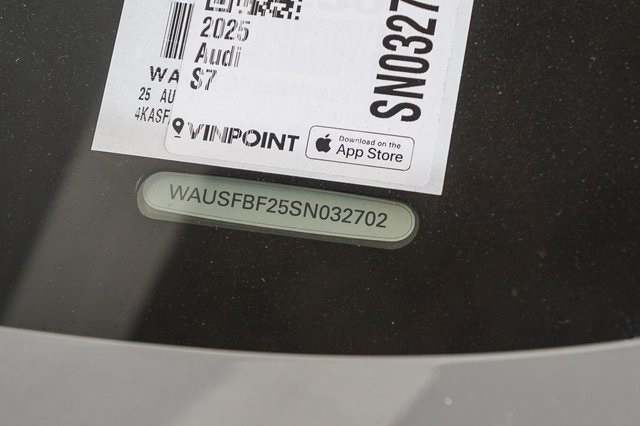 2025
Audi
S7
WA
25 AU
4KASF
SN0327
VINPOINT
Download on the
App Store
WAUSFBF25SN032702